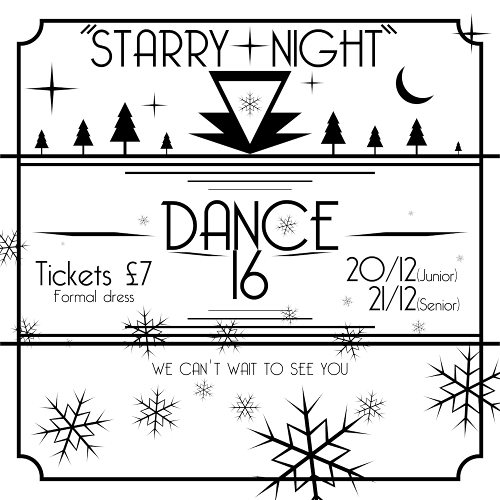 "STARRY NIGHT"
DANCE
16
Tickets £7
Formal dress
20/12(Junior)
21/12(Senior)
WE CAN'T WAIT TO SEE YOU